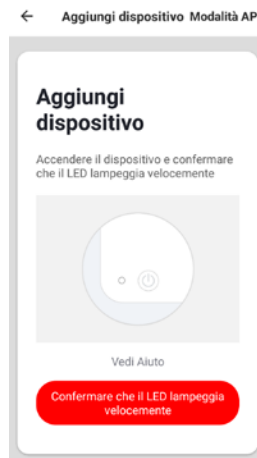 ← Aggiungi dispositivo Modalità AP
Aggiungi
dispositivo
Accendere il dispositivo e confermare
che il LED lampeggia velocemente
Vedi Aiuto
Confermare che il LED lampeggia
velocemente